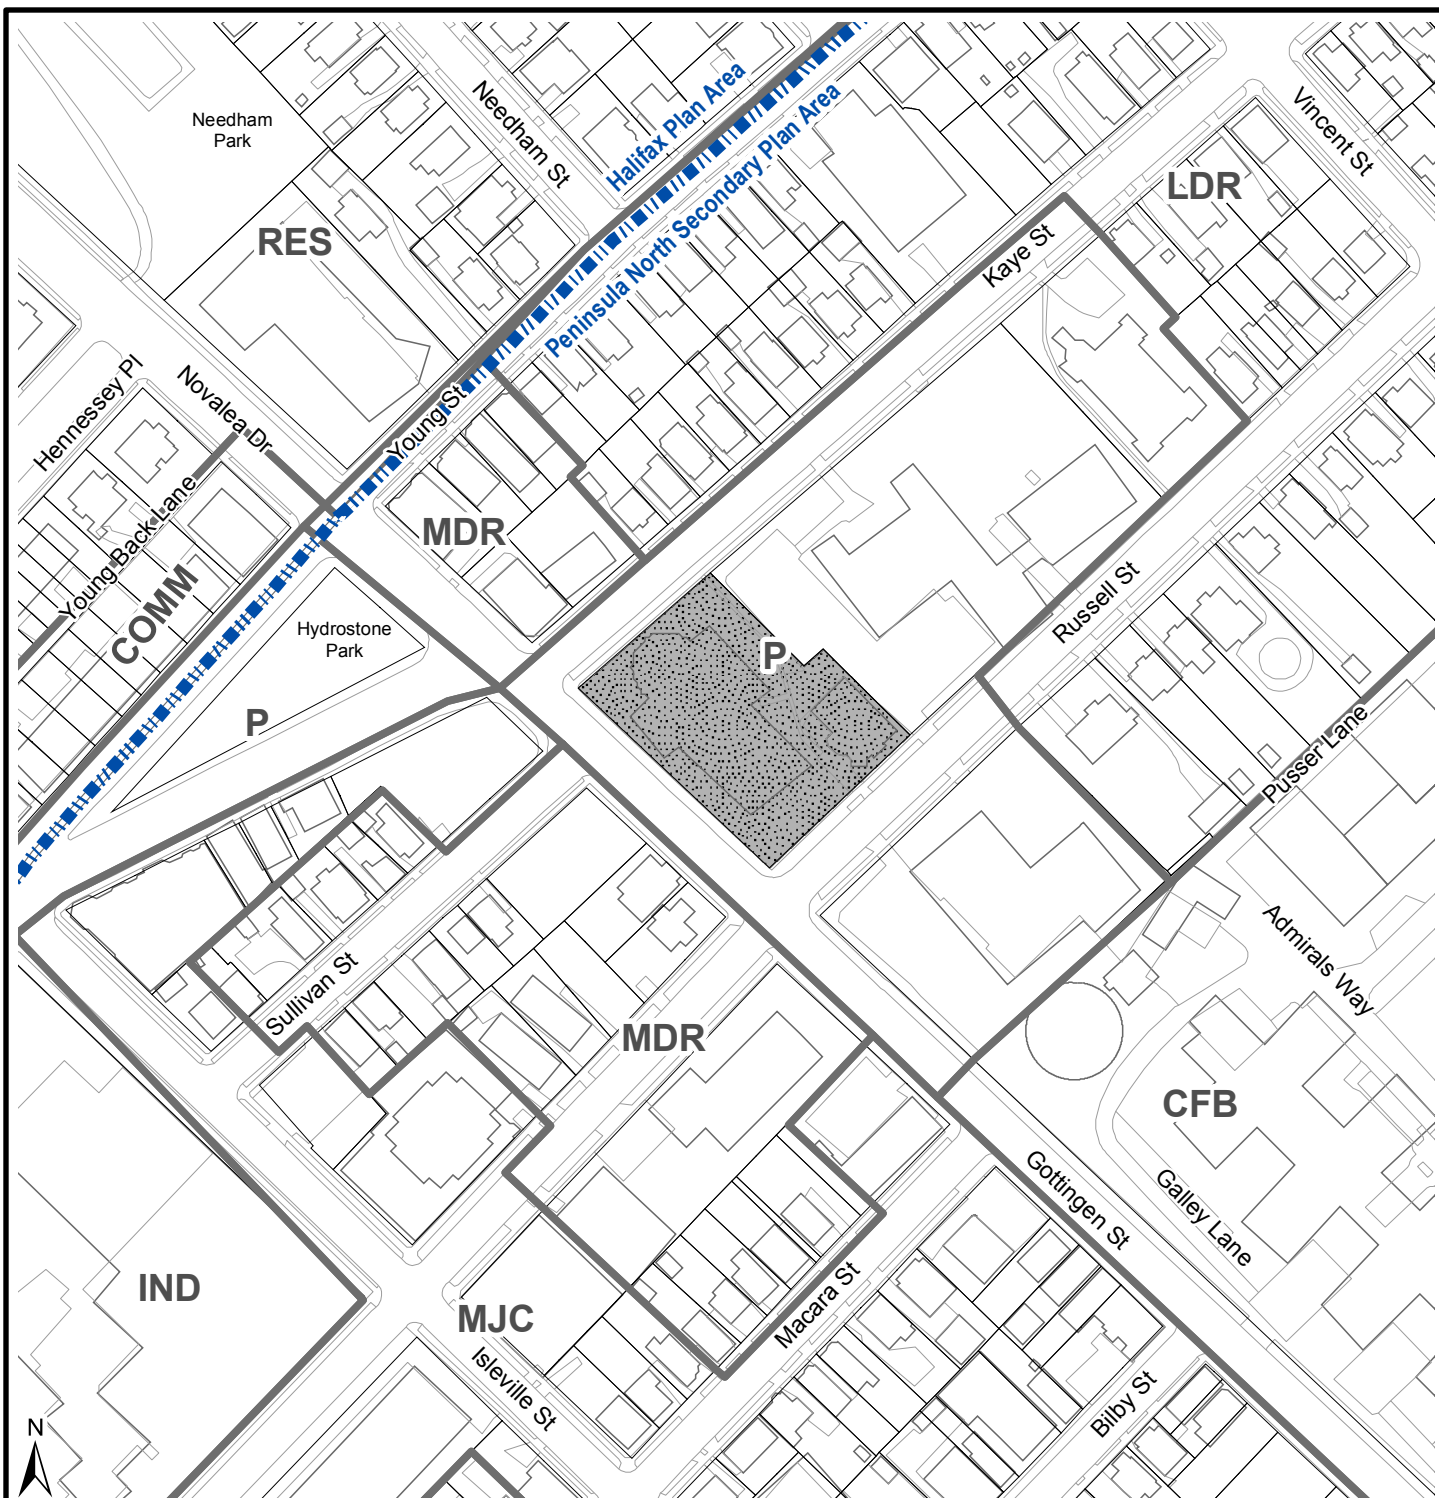 Needham St
Halifax Plan Area
Peninsula North Secondary Plan Area
Vincent St
Needham
Park
LDR
RES
Kaye St
Hennessey Pl
Novalea Dr
Young St
Young Back Lane
MDR
COMM
Hydrostone
Park
Russell St
P
P
Pusser Lane
Admirals Way
Sullivan St
MDR
CFB
Gottingen St
Galley Lane
IND
MJC
Macara St
Isleville St
Bilby St
N